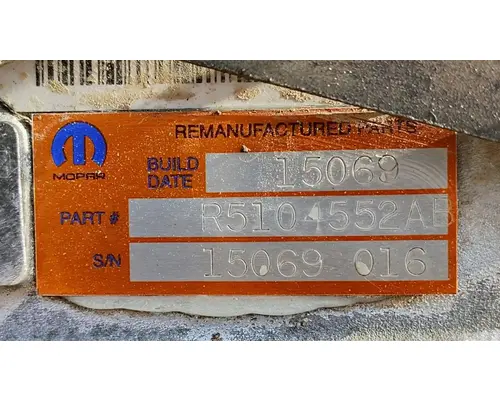 REMANUFACTURED PARTS
MOPAR
BUILD DATE 15069
PART # R5104552AB
S/N 15069 016